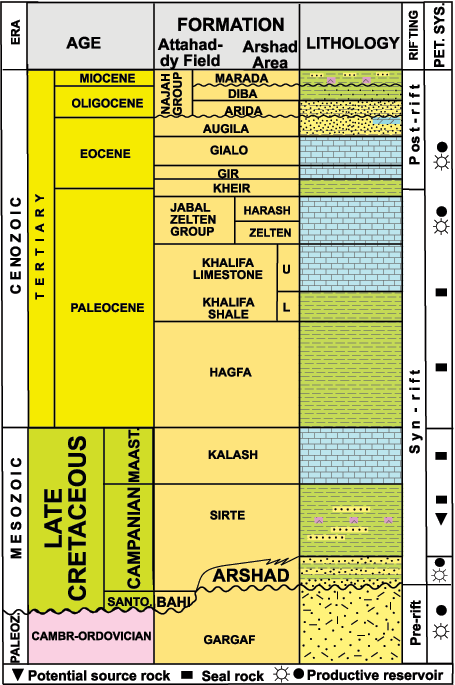 ERA
AGE
FORMATION
Attahad-
dy Field
Arshad
Area
LITHOLOGY
RIFTING
PET. SYS.
CENOZOIC
TERTIARY
MIOCENE
OLIGOCENE
EOCENE
PALEOCENE
NAJAH
GROUP
MARADA
DIBA
ARIDA
AUGILA
GIALO
GIR
KHEIR
JABAL
ZELTEN
GROUP
HARASH
ZELTEN
KHALIFA
LIMESTONE
U
KHALIFA
SHALE
L
HAGFA
Post-rift
Syn-rift
MESOZOIC
LATE
CRETACEOUS
MAAST.
CAMPANIAN
SANTO.
KALASH
SIRTE
ARSHAD
BAHI
PALEOZ.
CAMBR-ORDOVICIAN
GARGAF
Pre-rift
Potential source rock
Seal rock
Productive reservoir